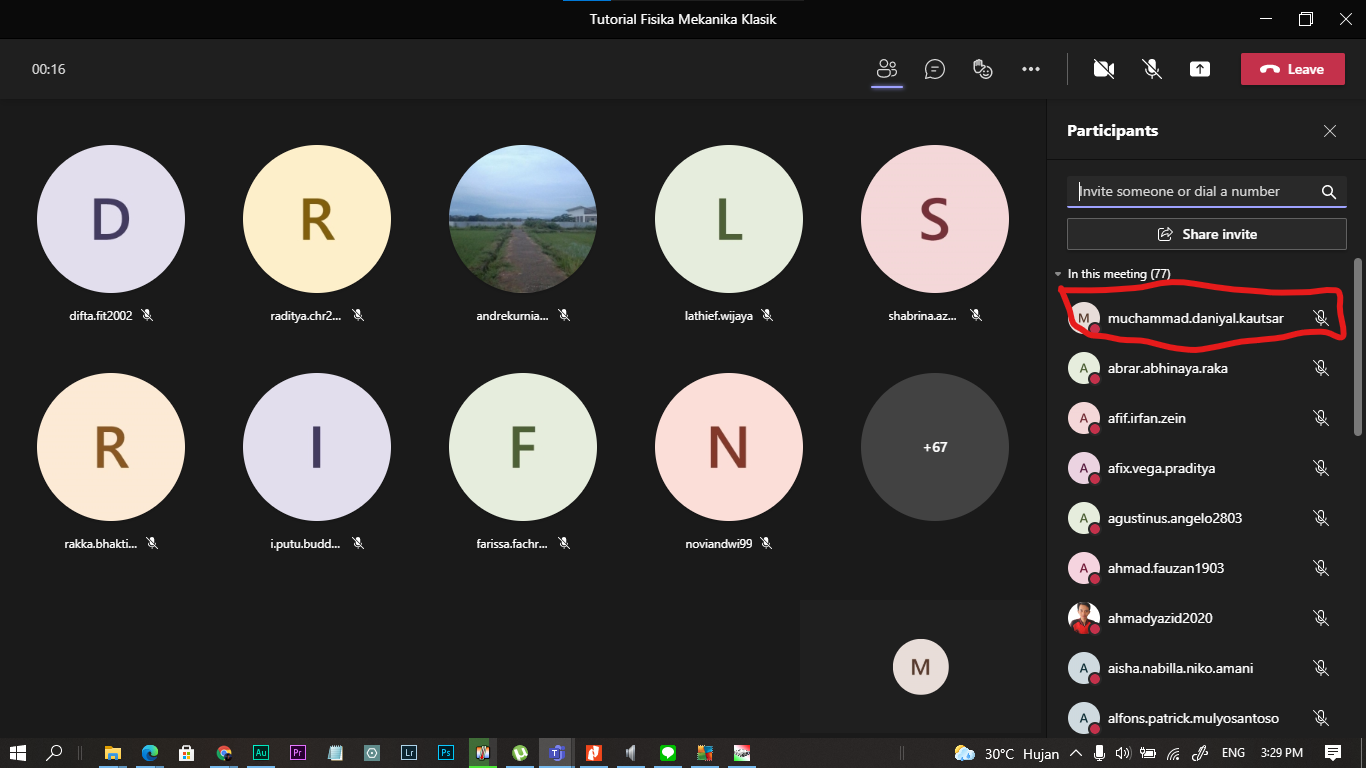 Tutorial Fisika Mekanika Klasik
00:16
Leave
Participants
Invite someone or dial a number
Share invite
In this meeting (77)
M muchammad.daniyal.kautsar
A abrar.abhinaya.raka
A afif.irfan.zein
A afix.vega.praditya
A agustinus.angelo2803
A ahmad.fauzan1903
ahmadyazid2020
A aisha.nabilla.niko.amani
A alfons.patrick.mulyosantoso
D R L S
difta.fit2002 raditya.chr2... andrekurnia... lathief.wijaya shabrina.az...
R I F N +67
rakka.bhakti... i.putu.budd... farissa.fachr... noviandwi99
M
Au Pr Lr Ps
30°C Hujan ENG 3:29 PM